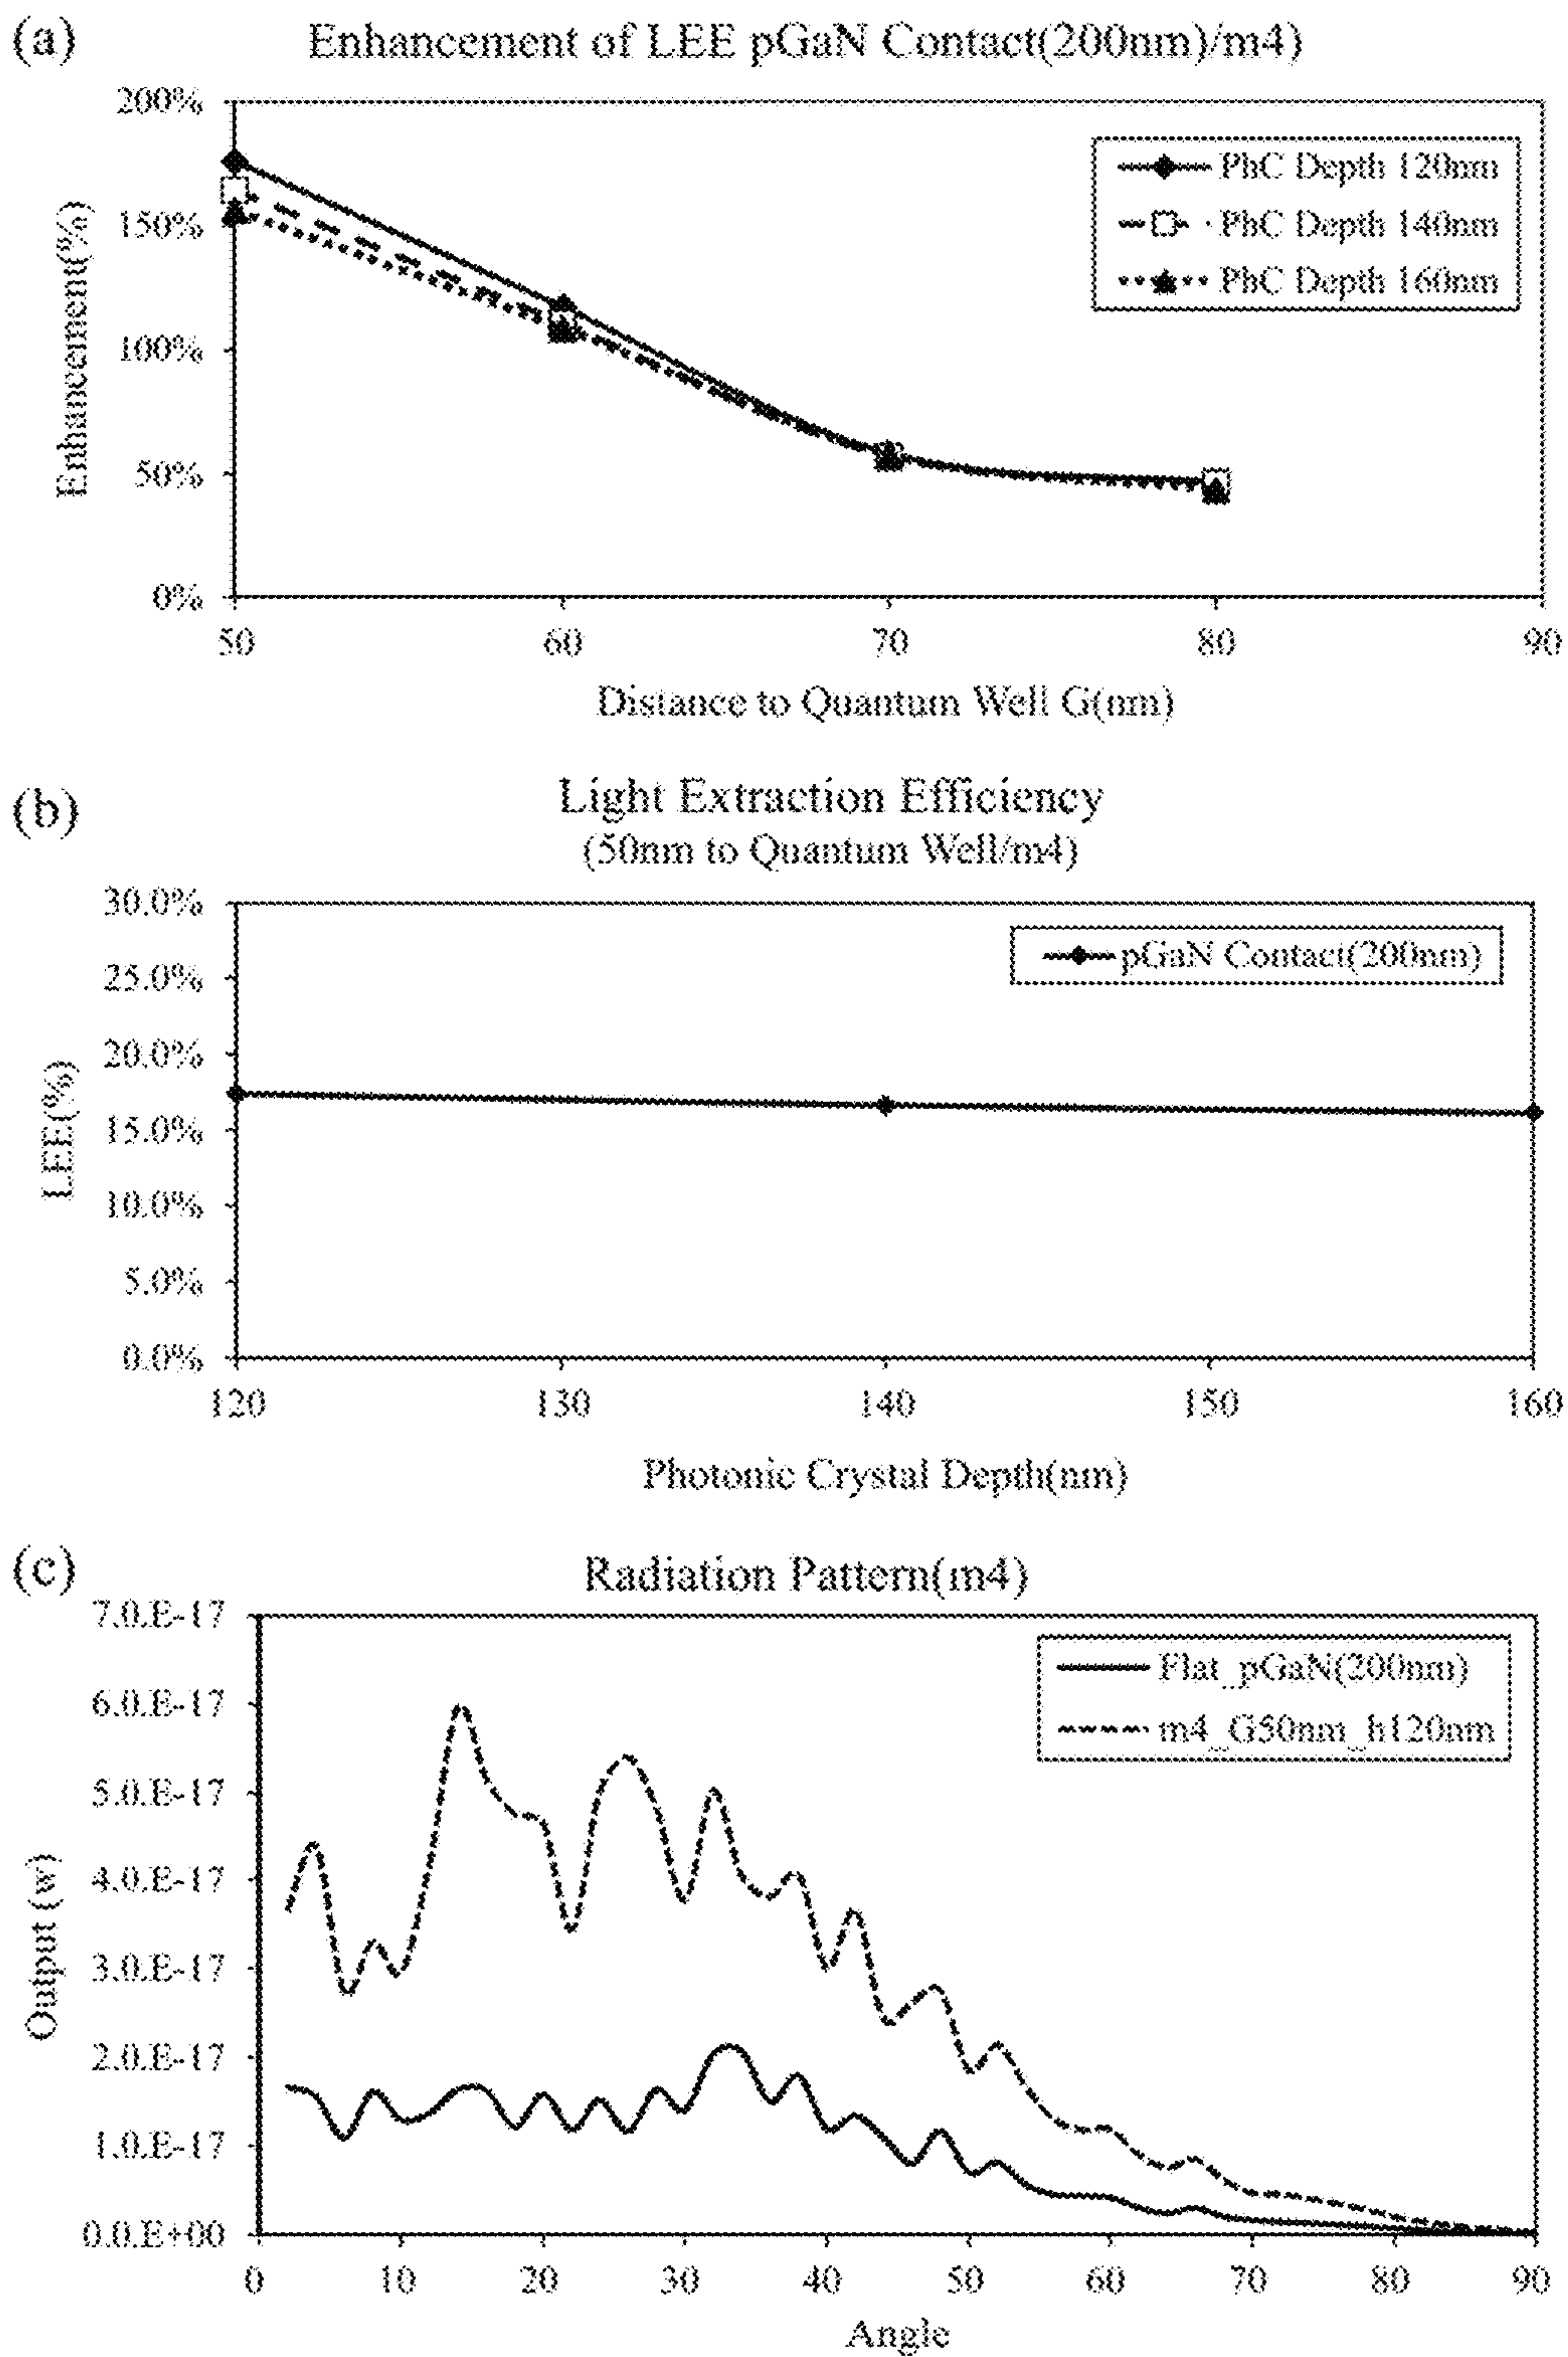 (a)
Enhancement of LEE pGaN Contact(200nm)/m4)
200%
150%
100%
50%
0%
Enhancement(%)
PhC Depth 120nm
PhC Depth 140nm
PhC Depth 160nm
50 60 70 80 90
Distance to Quantum Well G(nm)
(b)
Light Extraction Efficiency
(50nm to Quantum Well/m4)
30.0%
25.0%
20.0%
15.0%
10.0%
5.0%
0.0%
LEE(%)
pGaN Contact(200nm)
120 130 140 150 160
Photonic Crystal Depth(nm)
(c)
Radiation Pattern(m4)
7.0.E-17
6.0.E-17
5.0.E-17
4.0.E-17
3.0.E-17
2.0.E-17
1.0.E-17
0.0.E+00
Output (w)
Flat_pGaN(200nm)
m4_G50nm_h120nm
0 10 20 30 40 50 60 70 80 90
Angle